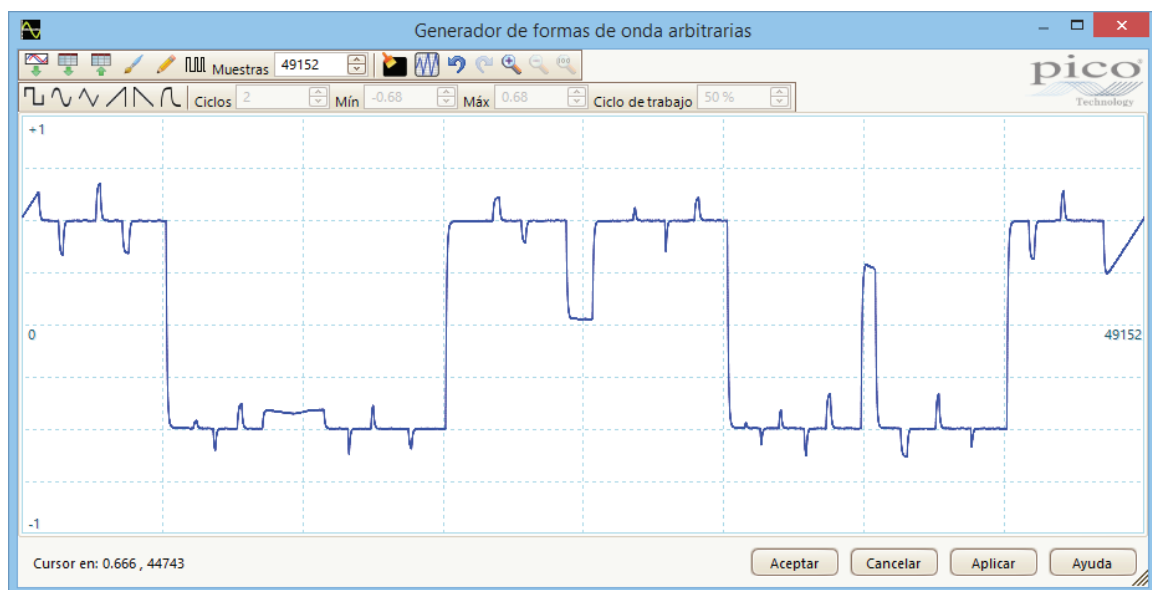 Generador de formas de onda arbitrarias
Muestras 49152
pico
Technology
Ciclos 2 Mín -0.68 Máx 0.68 Ciclo de trabajo 50 %
+1
0
49152
-1
Cursor en: 0.666 , 44743
Aceptar Cancelar Aplicar Ayuda